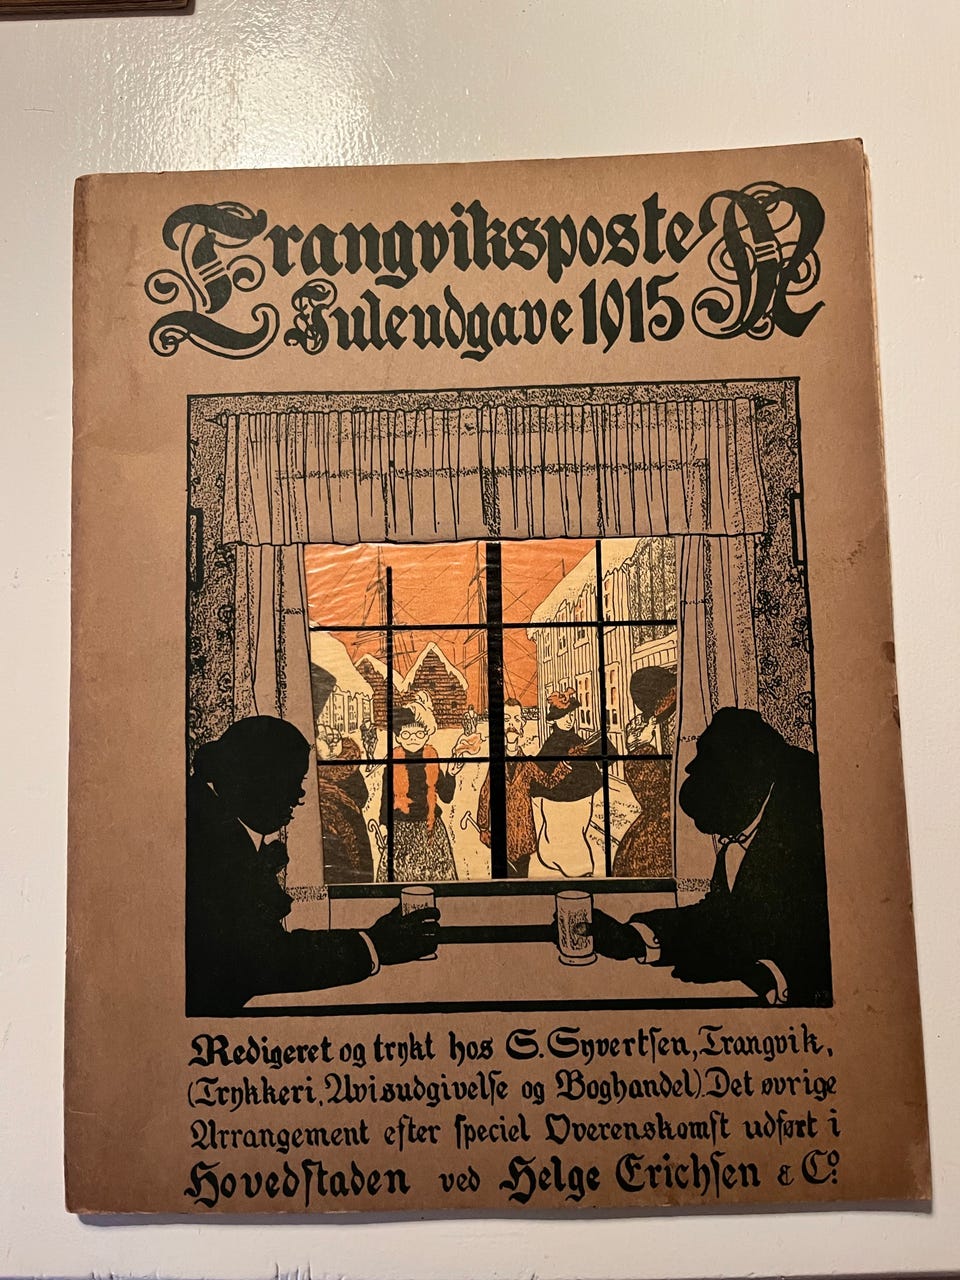 Trangviksposten
Juleudgave 1915
Redigeret og trykt hos S. Syvertsen, Trangvik,
(Trykkeri, Avisudgivelse og Boghandel). Det øvrige
Arrangement efter speciel Overenskomst udført i
Hovedstaden ved Helge Erichsen & Co.